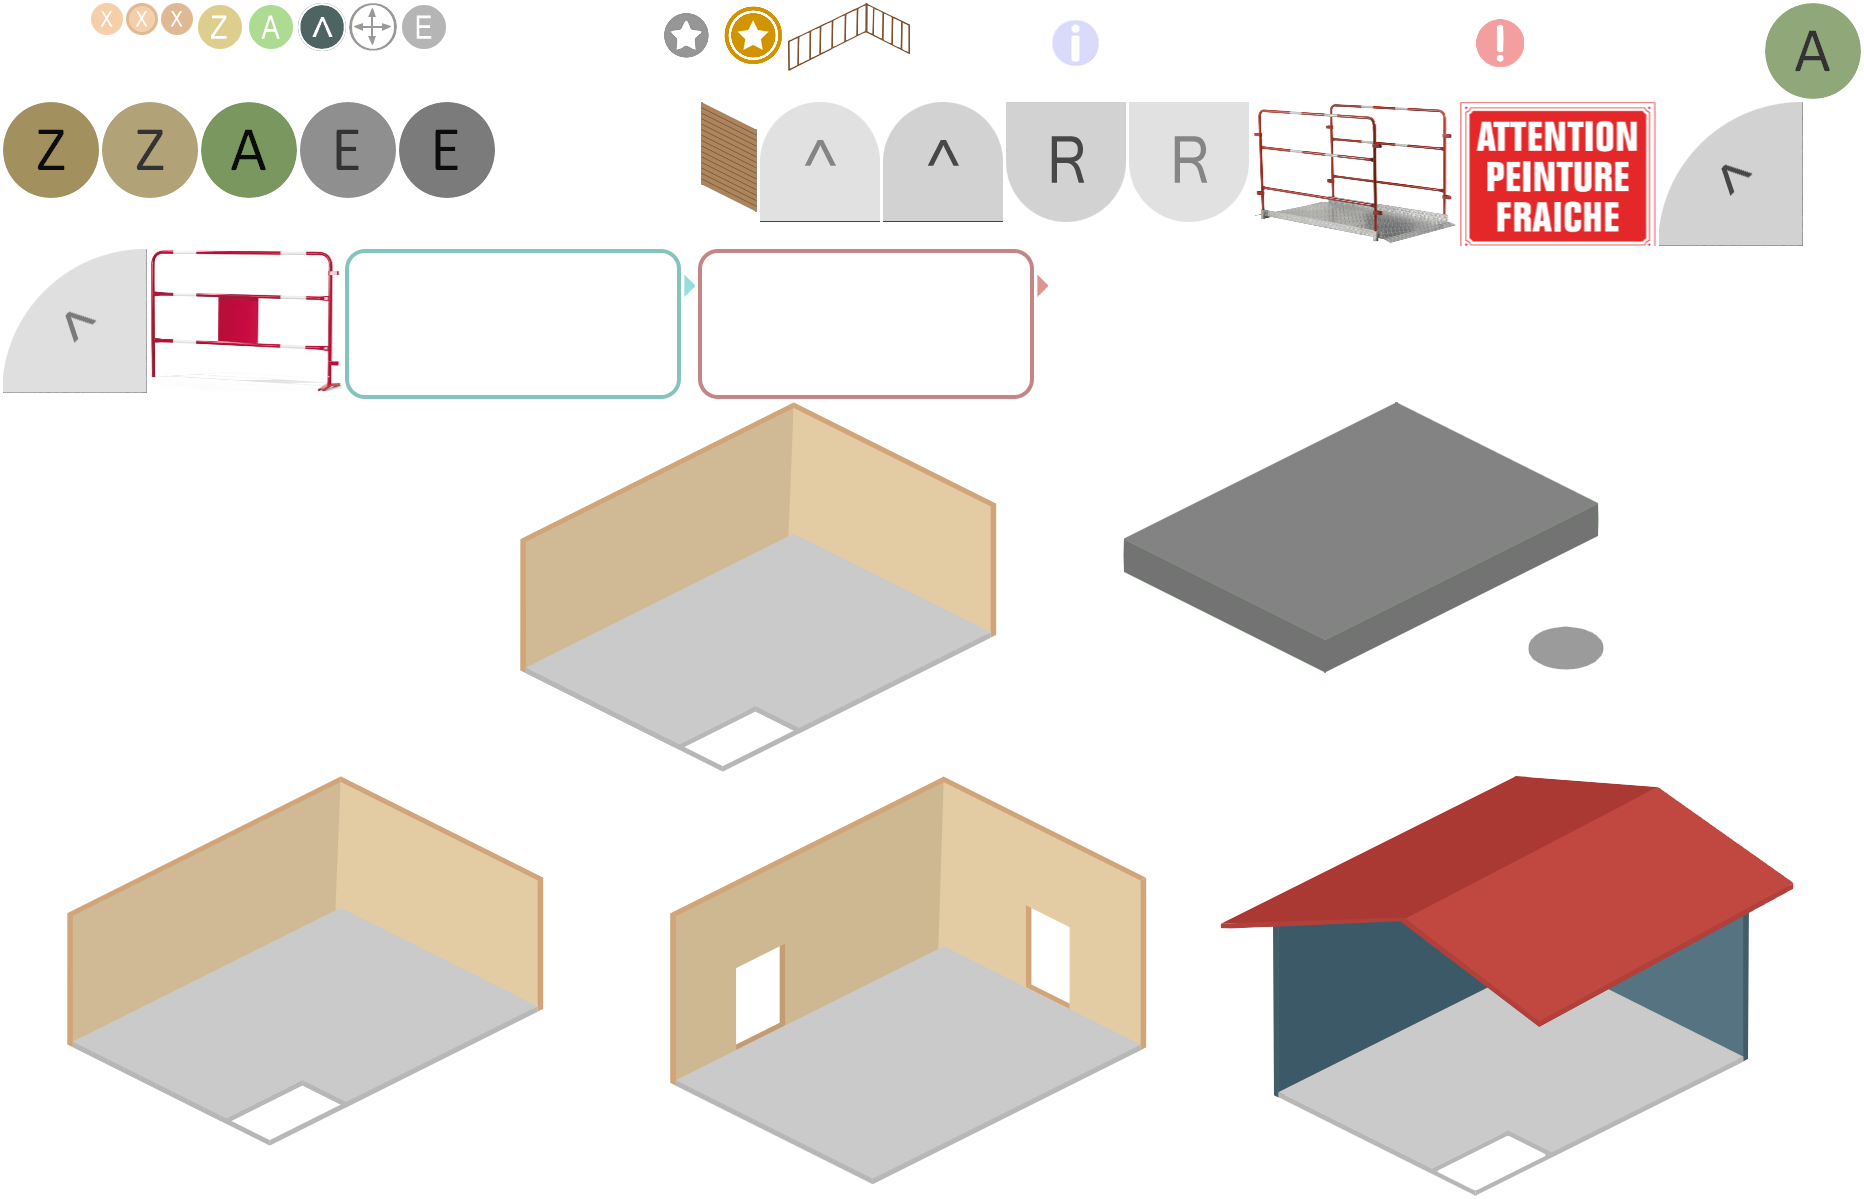 X X X Z A ^ E
i
!
A
Z Z A E E
^ ^ R R
ATTENTION
PEINTURE
FRAICHE
^
^